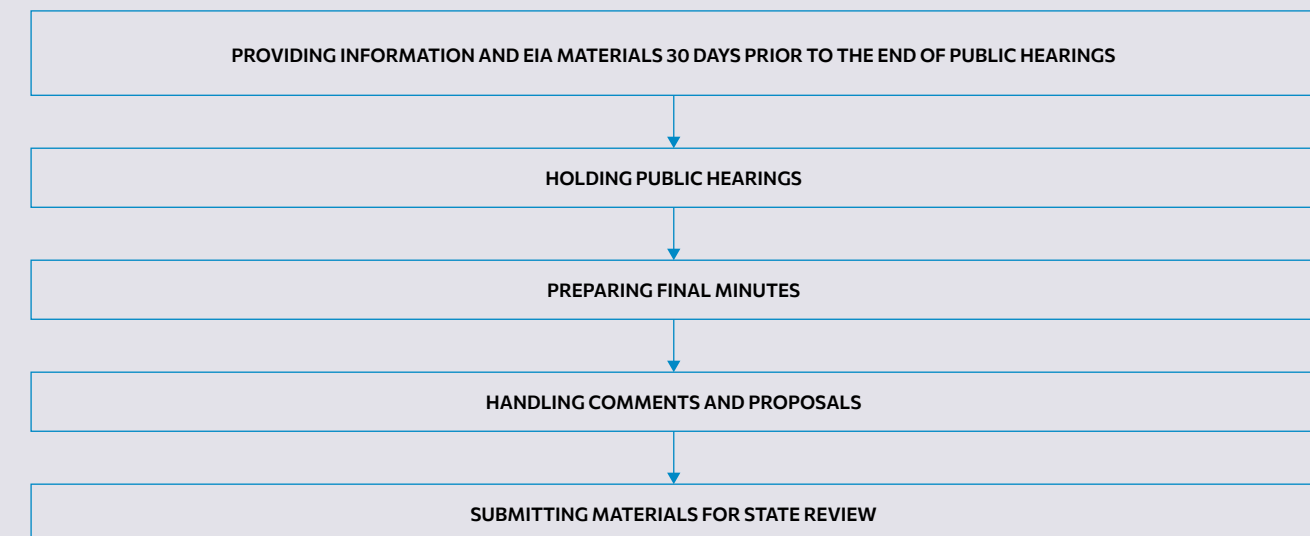 PROVIDING INFORMATION AND EIA MATERIALS 30 DAYS PRIOR TO THE END OF PUBLIC HEARINGS
HOLDING PUBLIC HEARINGS
PREPARING FINAL MINUTES
HANDLING COMMENTS AND PROPOSALS
SUBMITTING MATERIALS FOR STATE REVIEW